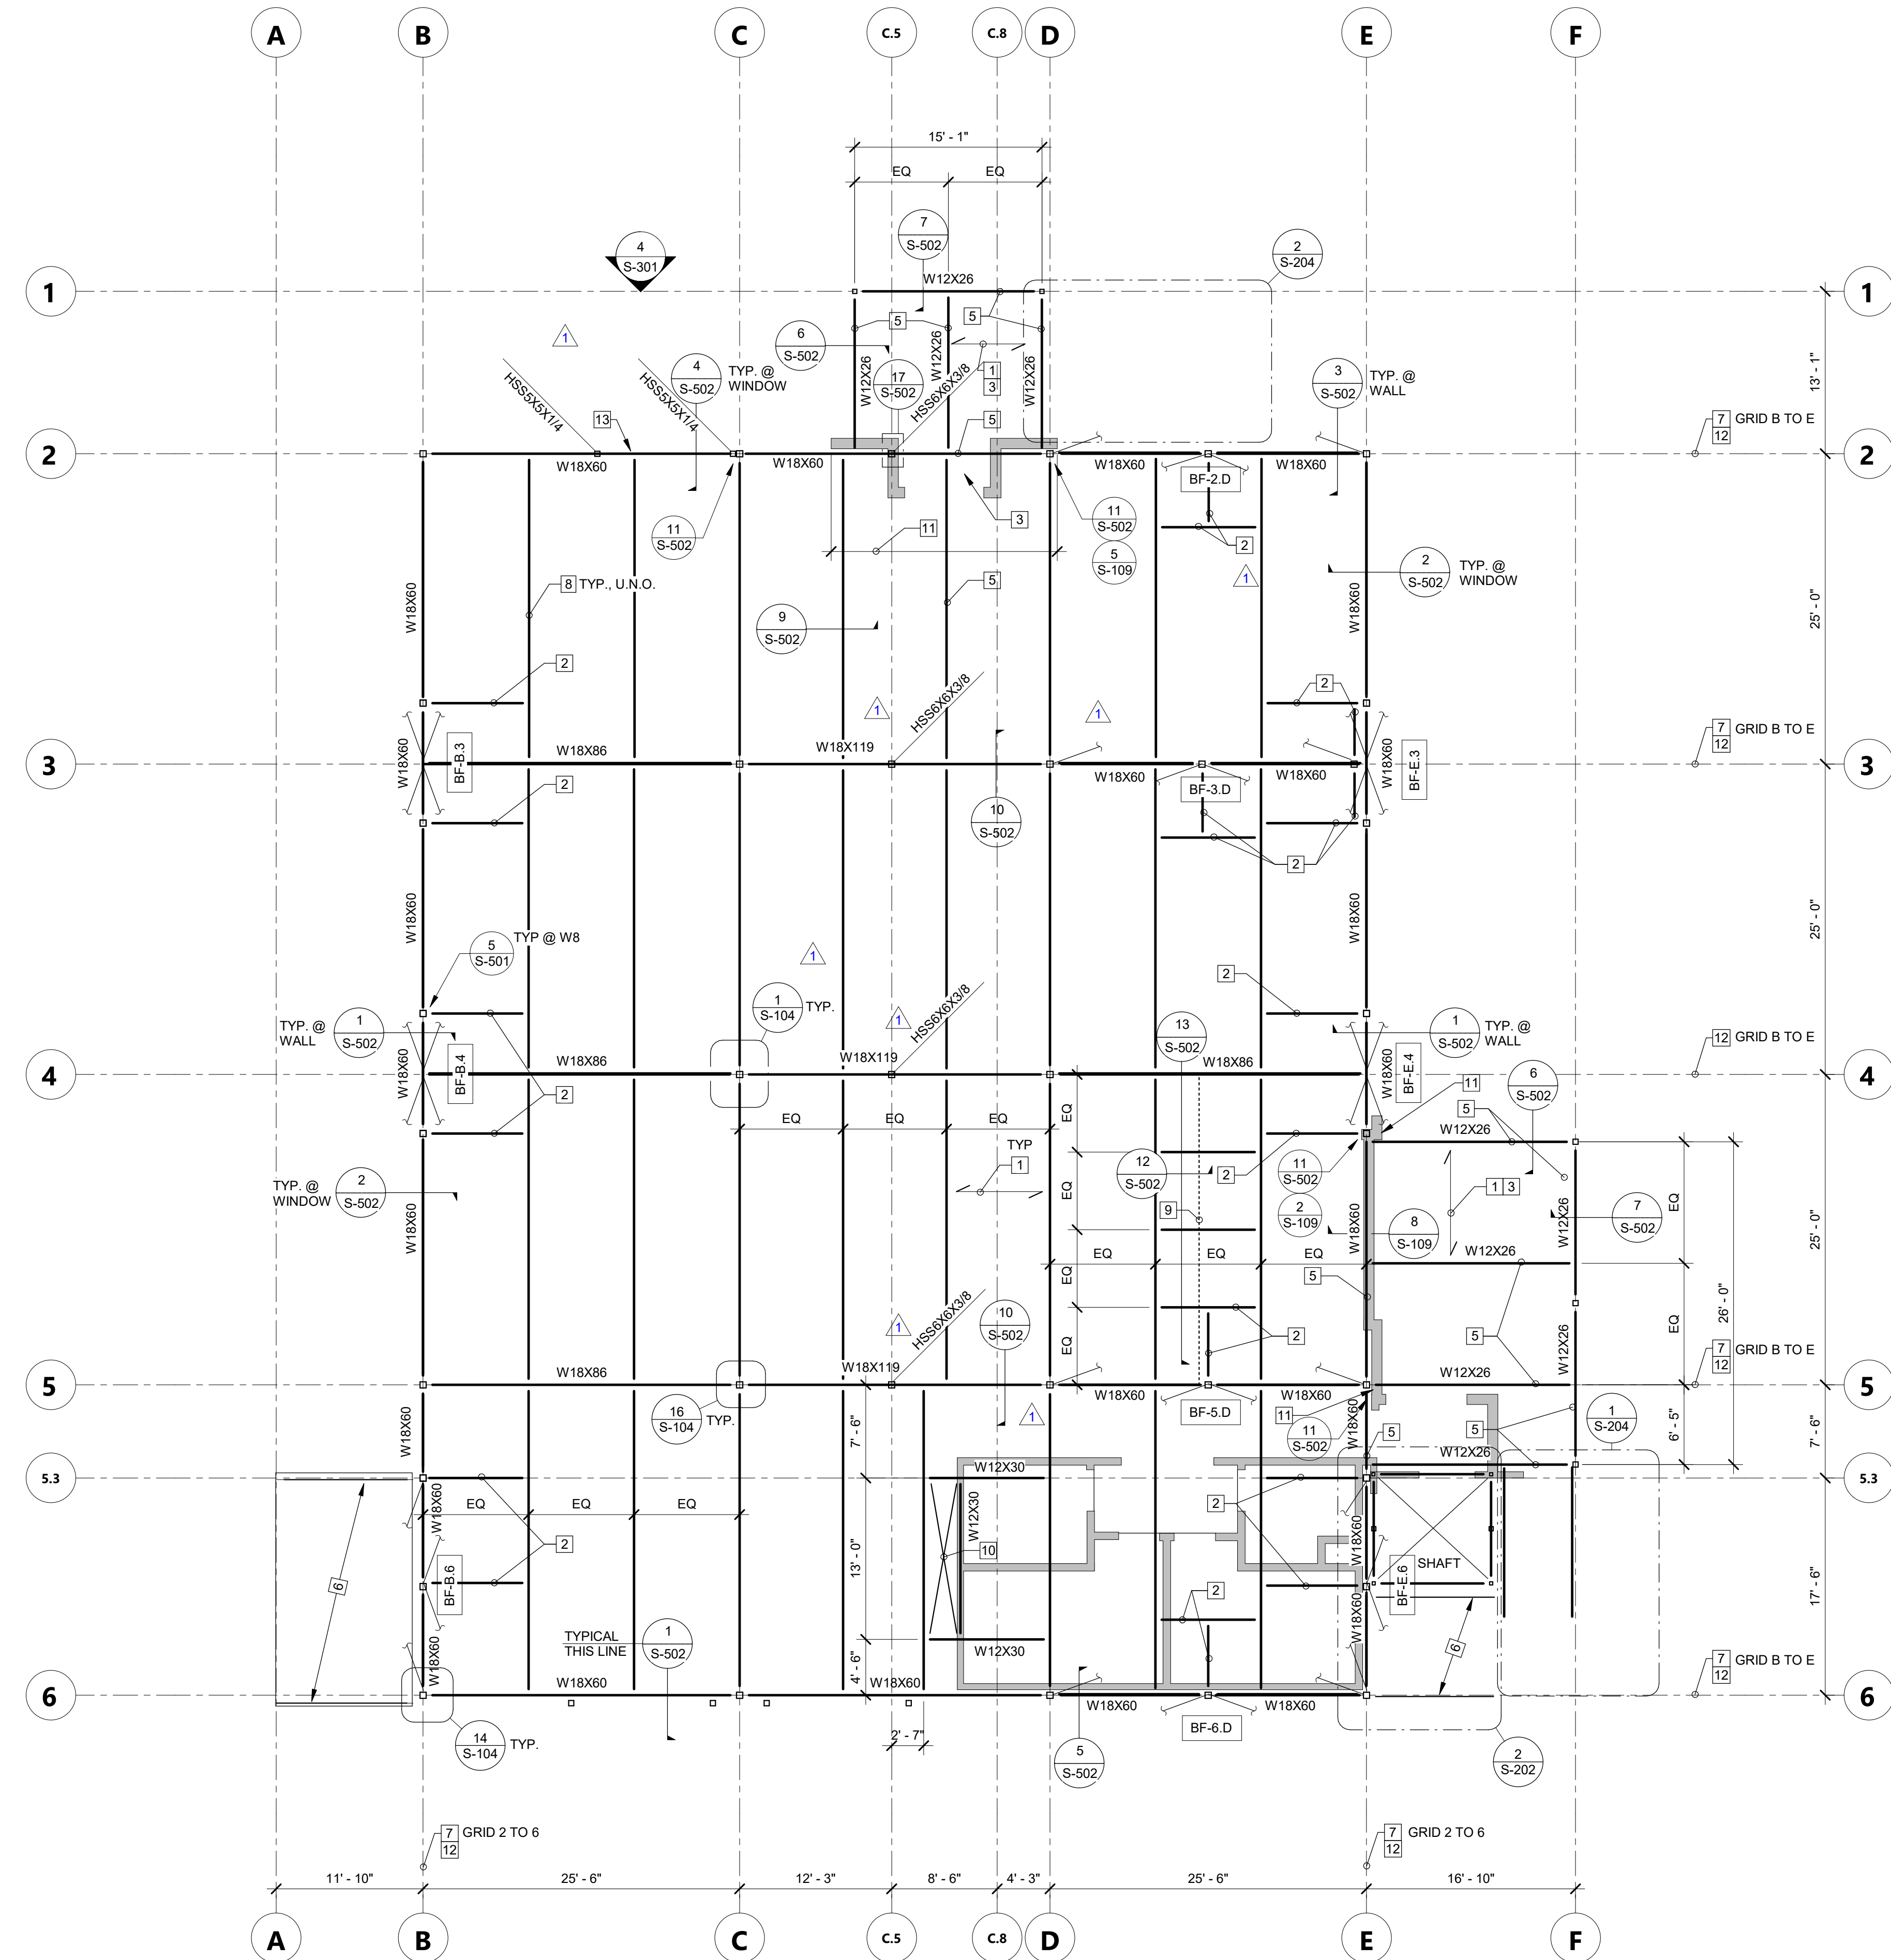 A
B
C
C.5
C.8
D
E
F
15' - 1"
EQ
EQ
7
S-502
4
S-301
2
S-204
W12X26
1
1
5
5
6
S-502
1
W12X26
W12X26
W12X26
13' - 1"
4
S-502
TYP. @
WINDOW
17
S-502
1
3
3
S-502
TYP. @
WALL
HSS5X5X1/4
HSS5X5X1/4
HSS6X6X3/8
13
5
7
12
GRID B TO E
2
2
W18X60
W18X60
W18X60
W18X60
BF-2.D
11
S-502
11
3
11
S-502
5
S-109
2
2
S-502
TYP. @
WINDOW
1
8
TYP., U.N.O.
5
W18X60
W18X60
25' - 0"
9
S-502
2
2
HSS6X6X3/8
1
1
7
12
GRID B TO E
3
3
W18X60
BF-B.3
W18X86
W18X119
W18X60
W18X60
W18X60
BF-E.3
BF-3.D
2
10
S-502
2
W18X60
W18X60
25' - 0"
5
S-501
TYP @ W8
1
2
1
S-104
TYP.
HSS6X6X3/8
1
TYP. @
WALL
1
S-502
13
S-502
1
S-502
TYP. @
WALL
12
GRID B TO E
4
4
W18X60
BF-B.4
W18X86
W18X119
W18X86
W18X60
BF-E.4
2
6
S-502
11
5
EQ
EQ
EQ
EQ
W12X26
TYP
1
12
S-502
2
11
S-502
2
S-109
1 3
TYP. @
WINDOW
2
S-502
9
EQ
W18X60
W18X60
8
S-109
W12X26
7
S-502
EQ
25' - 0"
EQ
EQ
EQ
W12X26
5
EQ
HSS6X6X3/8
1
10
S-502
2
5
W12X26
EQ
26' - 0"
EQ
7
12
GRID B TO E
5
5
W18X86
W18X119
W18X60
W18X60
W12X26
BF-5.D
16
S-104
TYP.
W18X60
7' - 6"
1
11
11
S-502
W18X60
5
5
1
S-204
6' - 5"
7' - 6"
W12X26
5.3
5.3
W12X30
W18X60
EQ
EQ
EQ
2
W12X30
2
W18X60
6
2
10
SHAFT
BF-B.6
13' - 0"
BF-E.6
17' - 6"
2
TYPICAL
THIS LINE
1
S-502
W12X30
W18X60
6
W18X60
4' - 6"
7
12
GRID B TO E
6
6
W18X60
W18X60
W18X60
W18X60
BF-6.D
14
S-104
TYP.
2' - 7"
5
S-502
2
S-202
7
12
GRID 2 TO 6
7
12
GRID 2 TO 6
11' - 10"
25' - 6"
12' - 3"
8' - 6"
4' - 3"
25' - 6"
16' - 10"
A
B
C
C.5
C.8
D
E
F